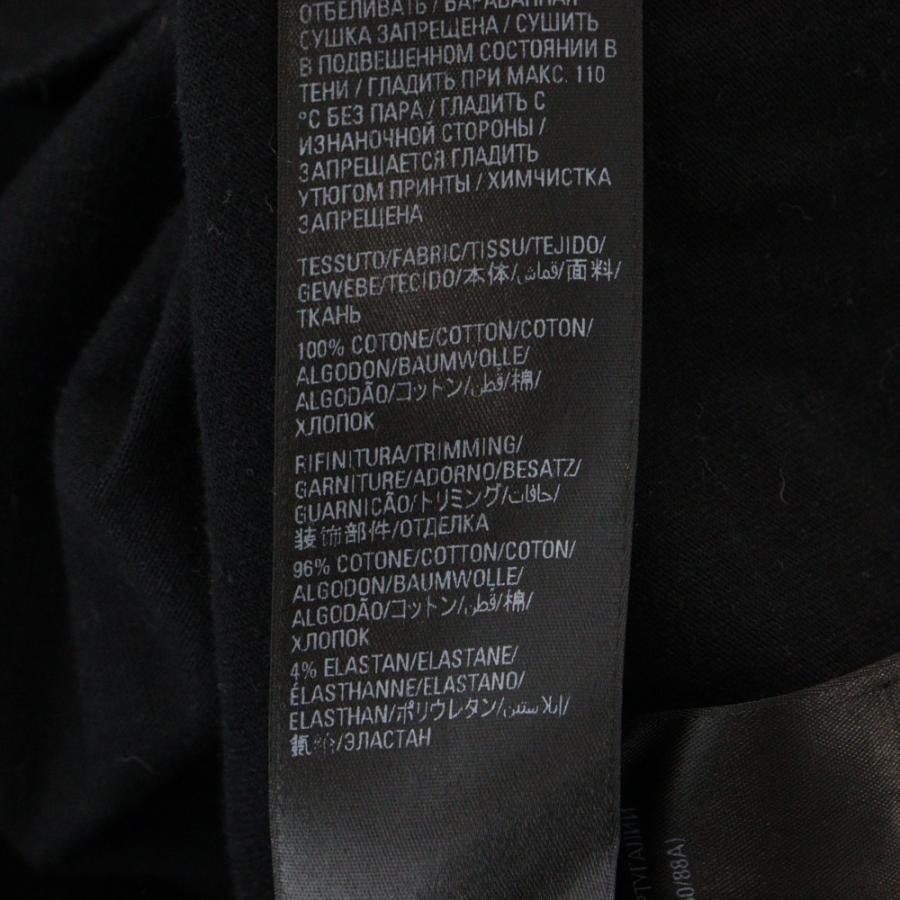 ОТБЕЛИВАТЬ / БАРАБАННАЯ
СУШКА ЗАПРЕЩЕНА / СУШИТЬ
В ПОДВЕШЕННОМ СОСТОЯНИИ В
ТЕНИ / ГЛАДИТЬ ПРИ МАКС. 110
°C БЕЗ ПАРА / ГЛАДИТЬ С
ИЗНАНОЧНОЙ СТОРОНЫ /
ЗАПРЕЩАЕТСЯ ГЛАДИТЬ
УТЮГОМ ПРИНТЫ / ХИМЧИСТКА
ЗАПРЕЩЕНА
TESSUTO/FABRIC/TISSU/TEJIDO/
GEWEBE/TECIDO/本体/قماش/面料/
ТКАНЬ
100% COTONE/COTTON/COTON/
ALGODON/BAUMWOLLE/
ALGODÃO/コットン/قطن/棉/
ХЛОПОК
RIFINITURA/TRIMMING/
GARNITURE/ADORNO/BESATZ/
GUARNICÃO/トリミング/حافات/
装饰部件/ОТДЕЛКА
96% COTONE/COTTON/COTON/
ALGODON/BAUMWOLLE/
ALGODÃO/コットン/قطن/棉/
ХЛОПОК
4% ELASTAN/ELASTANE/
ÉLASTHANNE/ELASTANO/
ELASTHAN/ポリウレタン/إيلاستين/
/ЭЛАСТАН
0/88A)